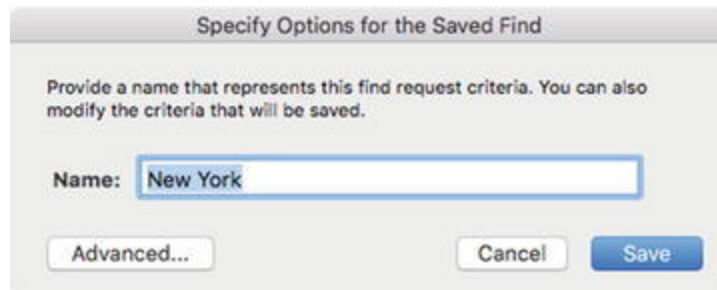 Specify Options for the Saved Find
Provide a name that represents this find request criteria. You can also
modify the criteria that will be saved.
Name: New York
Advanced... Cancel Save